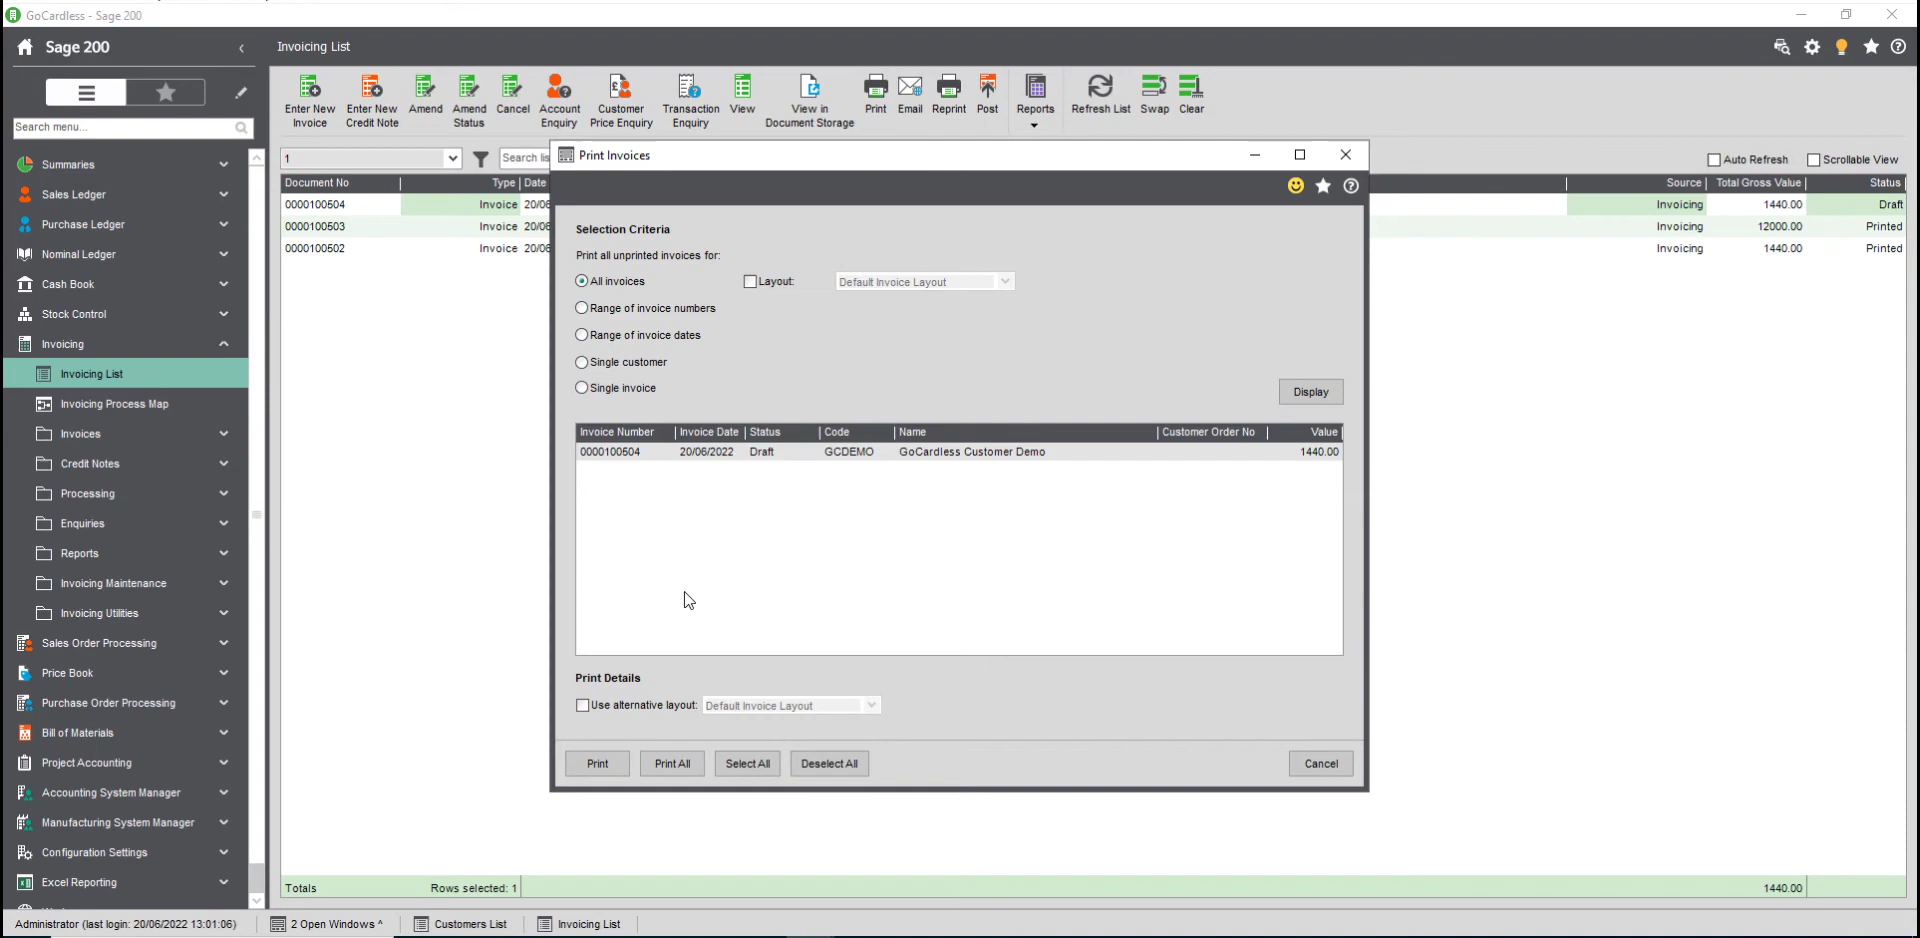 GoCardless - Sage 200
Sage 200
Invoicing List
Enter New Invoice
Enter New Credit Note
Amend
Amend Status
Cancel
Account Enquiry
Customer Price Enquiry
Transaction Enquiry
View
View in Document Storage
Print
Email
Reprint
Post
Reports
Refresh List
Swap
Clear
Search menu...
1
Search lis
Auto Refresh
Scrollable View
Document No Type Date Source Total Gross Value Status
0000100504 Invoice 20/06 Invoicing 1440.00 Draft
0000100503 Invoice 20/06 Invoicing 12000.00 Printed
0000100502 Invoice 20/06 Invoicing 1440.00 Printed
Summaries
Sales Ledger
Purchase Ledger
Nominal Ledger
Cash Book
Stock Control
Invoicing
Invoicing List
Invoicing Process Map
Invoices
Credit Notes
Processing
Enquiries
Reports
Invoicing Maintenance
Invoicing Utilities
Sales Order Processing
Price Book
Purchase Order Processing
Bill of Materials
Project Accounting
Accounting System Manager
Manufacturing System Manager
Configuration Settings
Excel Reporting
Print Invoices
Selection Criteria
Print all unprinted invoices for:
All invoices Layout: Default Invoice Layout
Range of invoice numbers
Range of invoice dates
Single customer
Single invoice
Display
Invoice Number Invoice Date Status Code Name Customer Order No Value
0000100504 20/06/2022 Draft GCDEMO GoCardless Customer Demo 1440.00
Print Details
Use alternative layout: Default Invoice Layout
Print Print All Select All Deselect All Cancel
Totals Rows selected: 1 1440.00
Administrator (last login: 20/06/2022 13:01:06) 2 Open Windows ^ Customers List Invoicing List